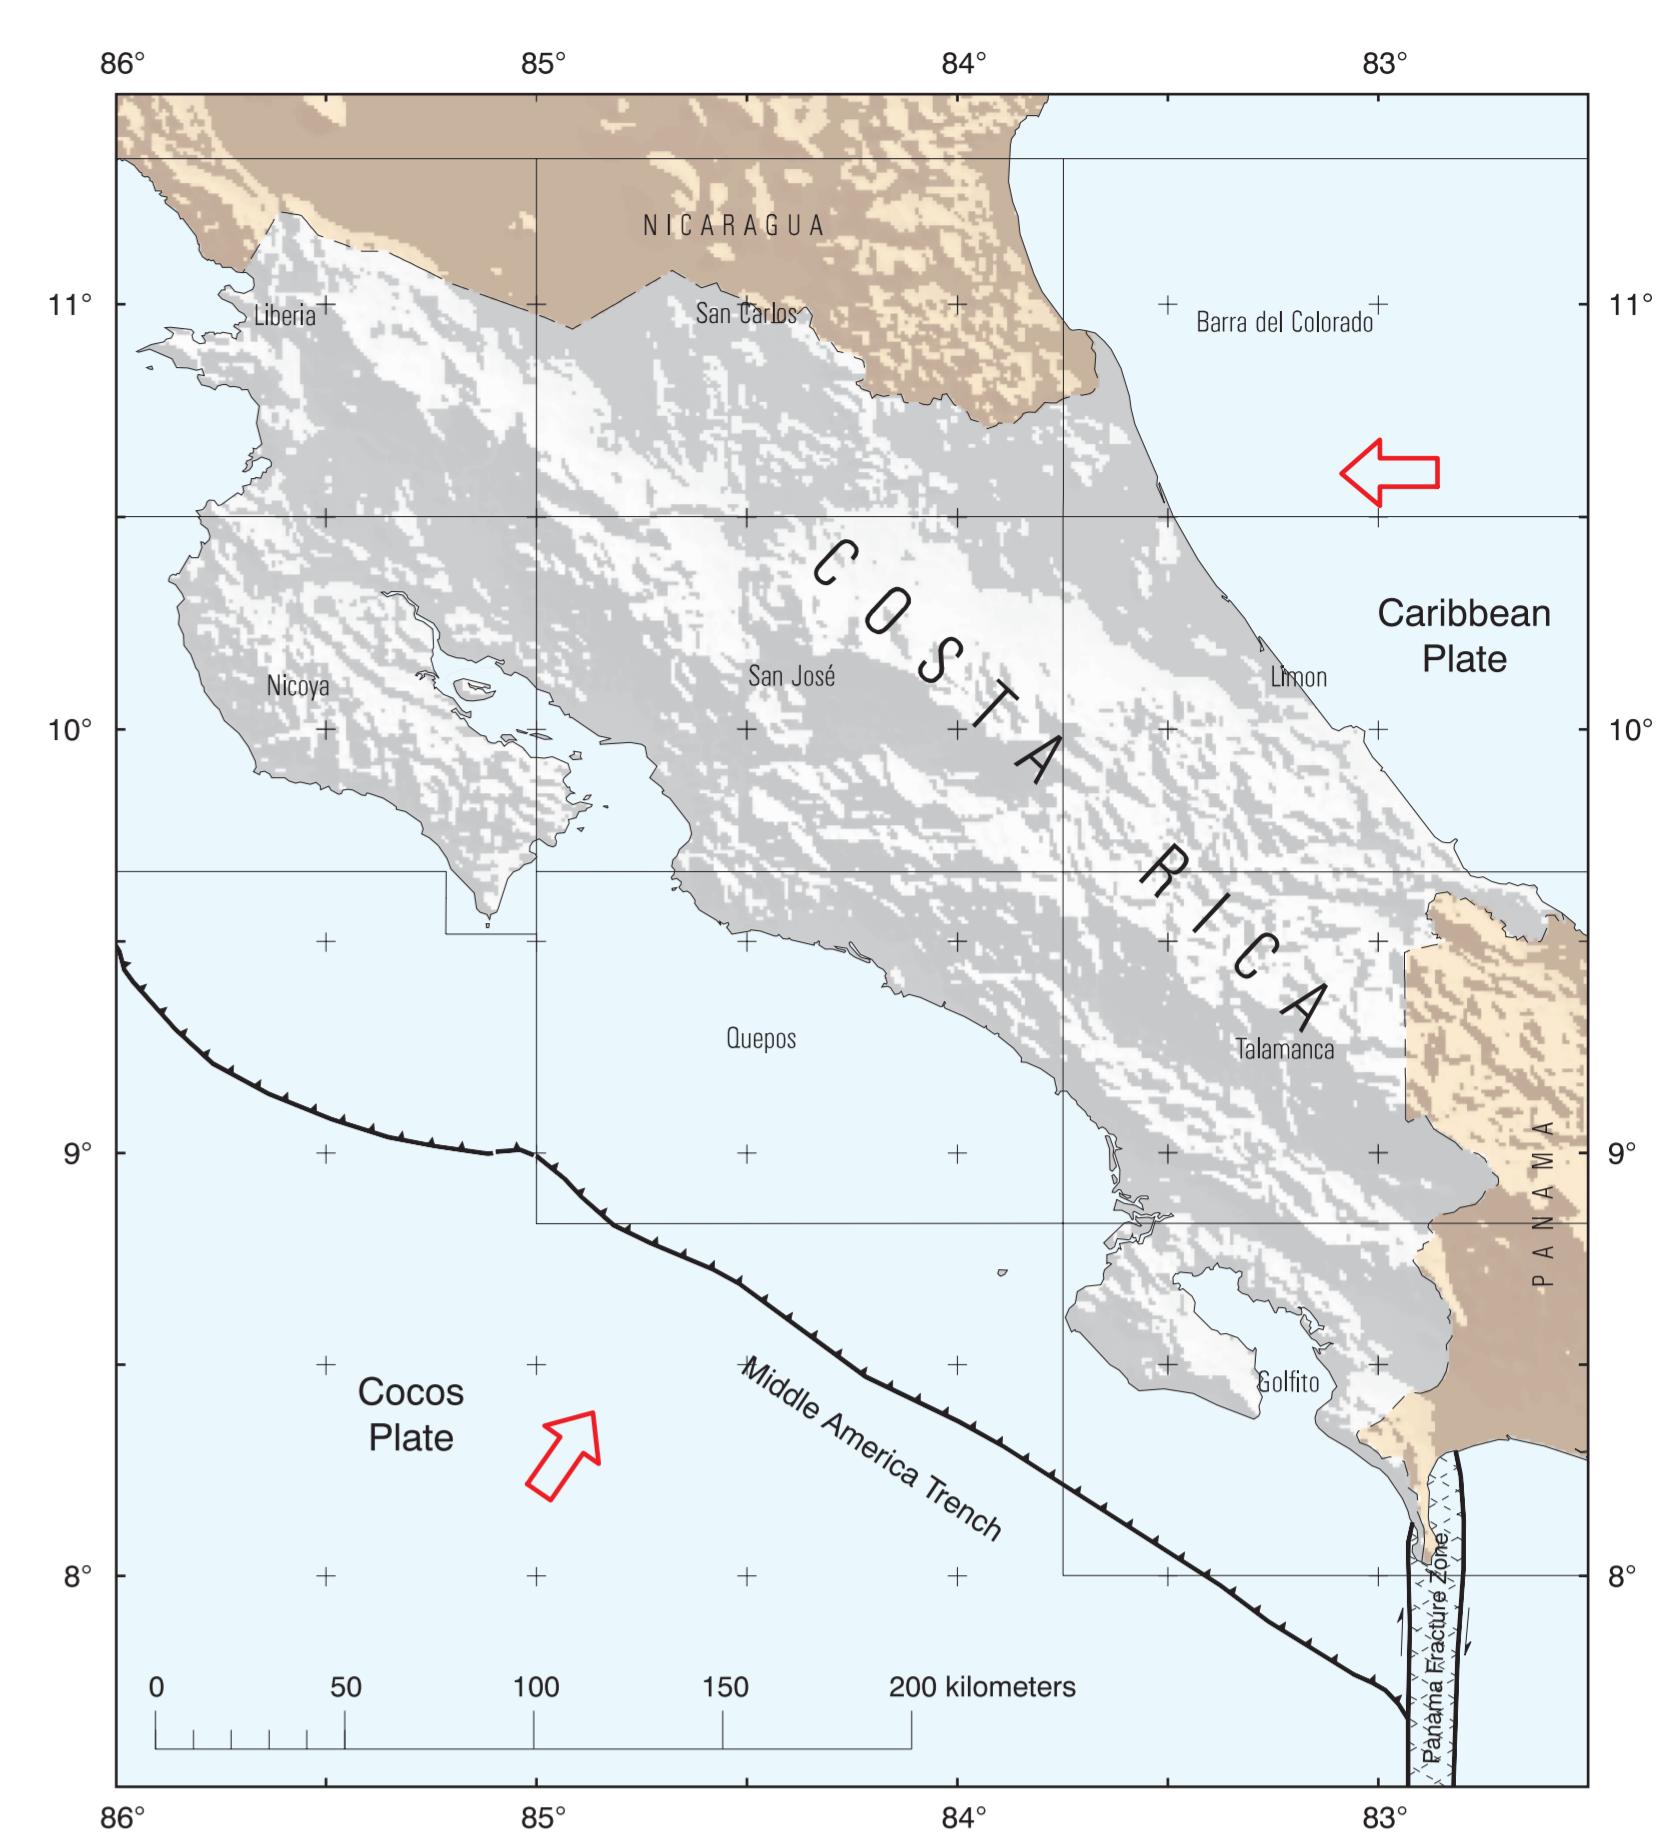 86° 85° 84° 83°
NICARAGUA
11° Liberia San Carlos Barra del Colorado 11°
COSTA RICA
Caribbean
Plate
Nicoya San José Limon
10° 10°
Quepos Talamanca
9° 9°
PANAMA
Cocos
Plate
Middle America Trench
Golfito
8° 8°
Panama Fracture Zone
0 50 100 150 200 kilometers
86° 85° 84° 83°